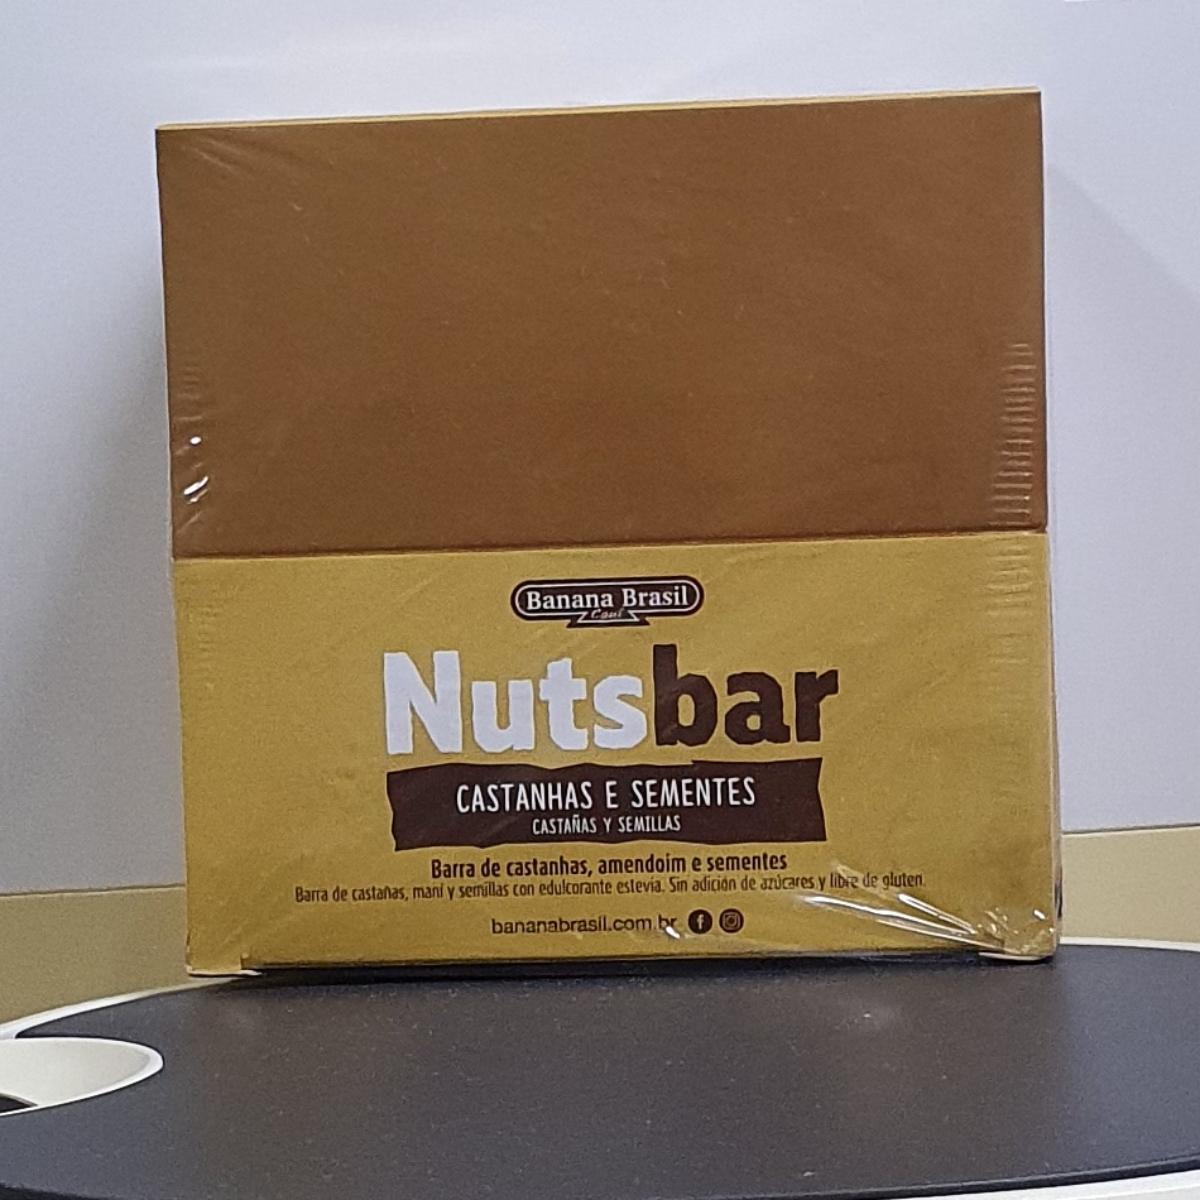 Banana Brasil
Nutsbar
CASTANHAS E SEMENTES
CASTAÑAS Y SEMILLAS
Barra de castanhas, amendoim e sementes
Barra de castañas, maní y semillas con edulcorante estevia. Sin adición de azúcares y libre de gluten.
bananabrasil.com.br